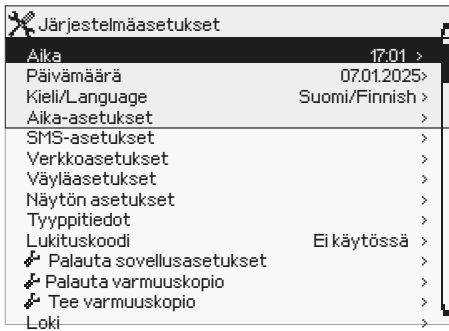 Järjestelmäasetukset
Aika 17:01 >
Päivämäärä 07.01.2025>
Kieli/Language Suomi/Finnish >
Aika-asetukset >
SMS-asetukset >
Verkkoasetukset >
Väyläasetukset >
Näytön asetukset >
Tyyppitiedot >
Lukituskoodi Ei käytössä >
Palauta sovellusasetukset >
Palauta varmuuskopio >
Tee varmuuskopio >
Loki >